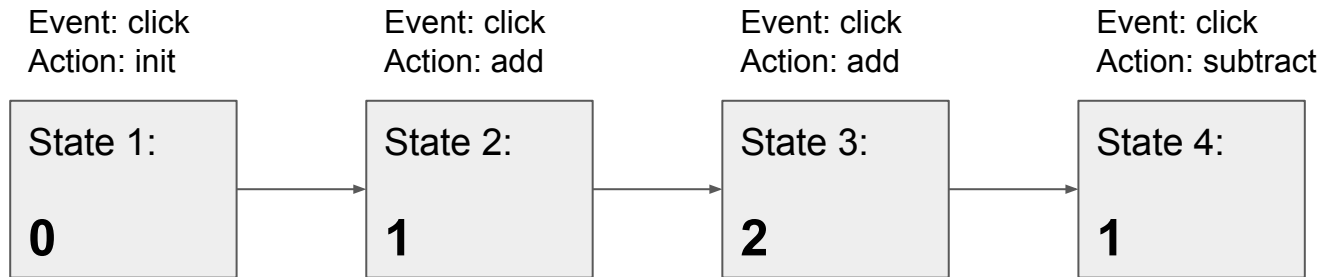 Event: click
Action: init
Event: click
Action: add
Event: click
Action: add
Event: click
Action: subtract
State 1:
0
State 2:
1
State 3:
2
State 4:
1